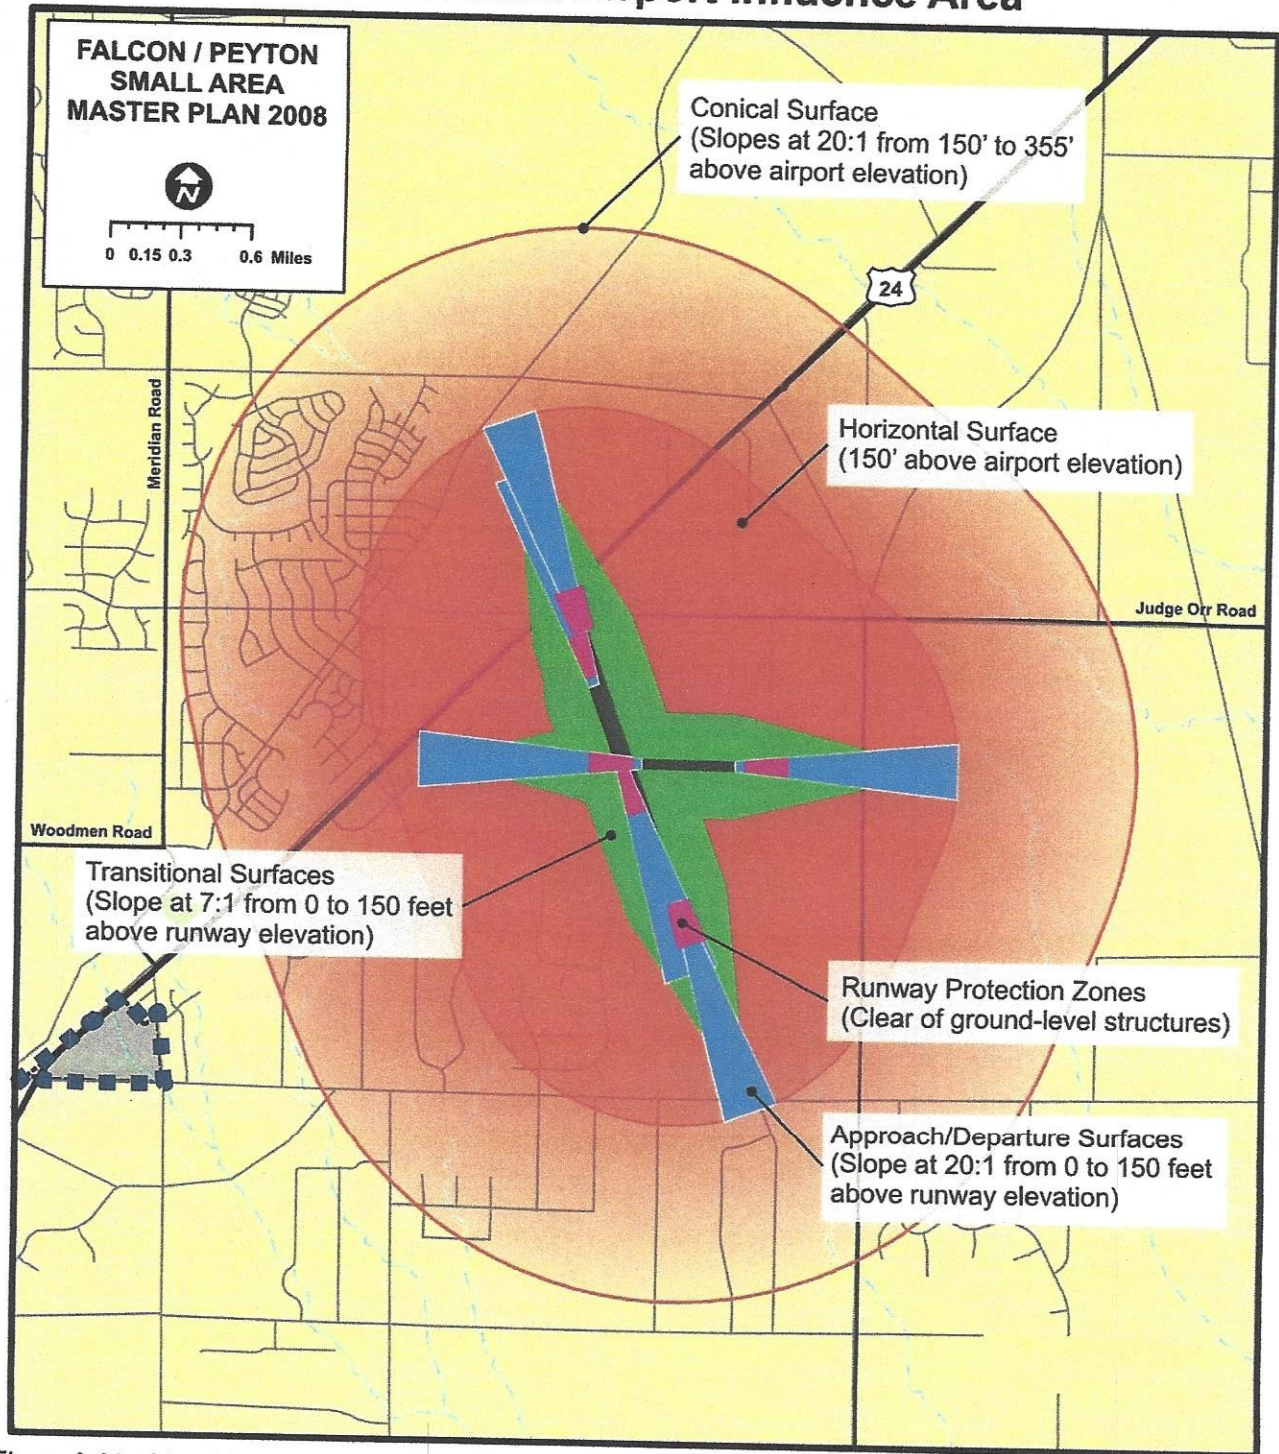 port Influence Area
FALCON / PEYTON
SMALL AREA
MASTER PLAN 2008
N
0 0.15 0.3 0.6 Miles
Conical Surface
(Slopes at 20:1 from 150' to 355'
above airport elevation)
24
Meridian Road
Horizontal Surface
(150' above airport elevation)
Judge Orr Road
Woodmen Road
Transitional Surfaces
(Slope at 7:1 from 0 to 150 feet
above runway elevation)
Runway Protection Zones
(Clear of ground-level structures)
Approach/Departure Surfaces
(Slope at 20:1 from 0 to 150 feet
above runway elevation)